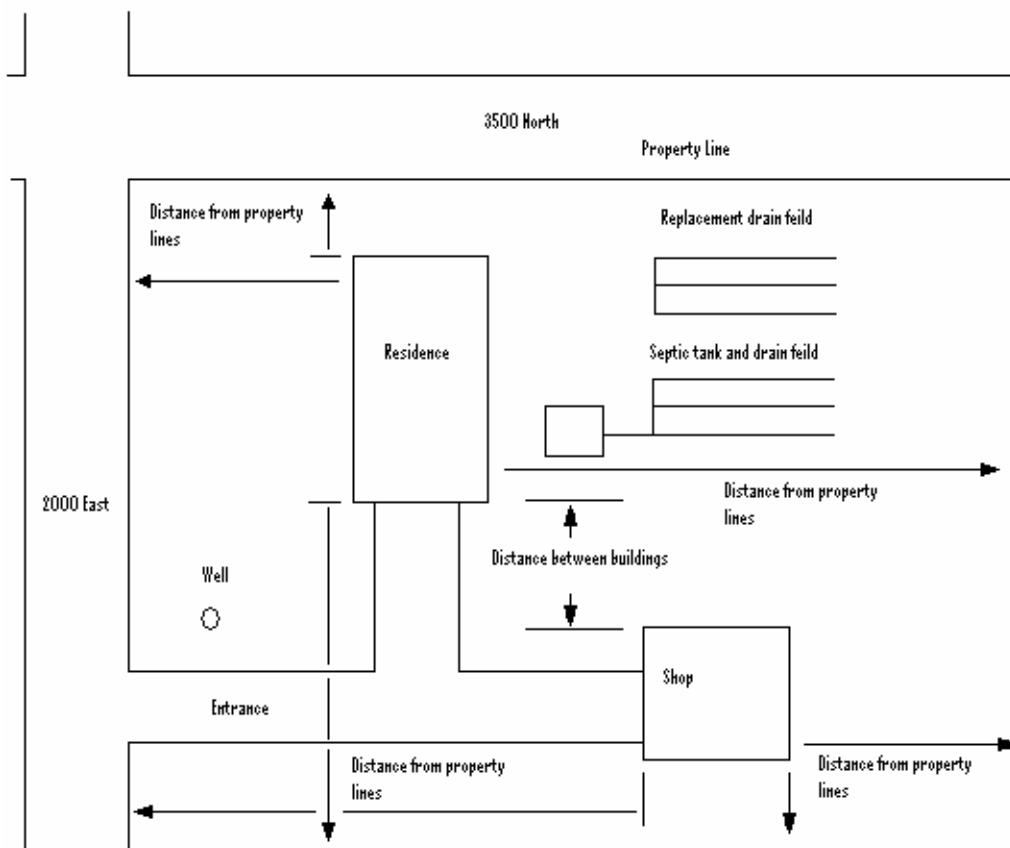 3500 North
Property Line
Distance from property
lines
Replacement drain feild
Residence
Septic tank and drain feild
2000 East
Distance from property
lines
Distance between buildings
Well
Shop
Entrance
Distance from property
lines
Distance from property
lines